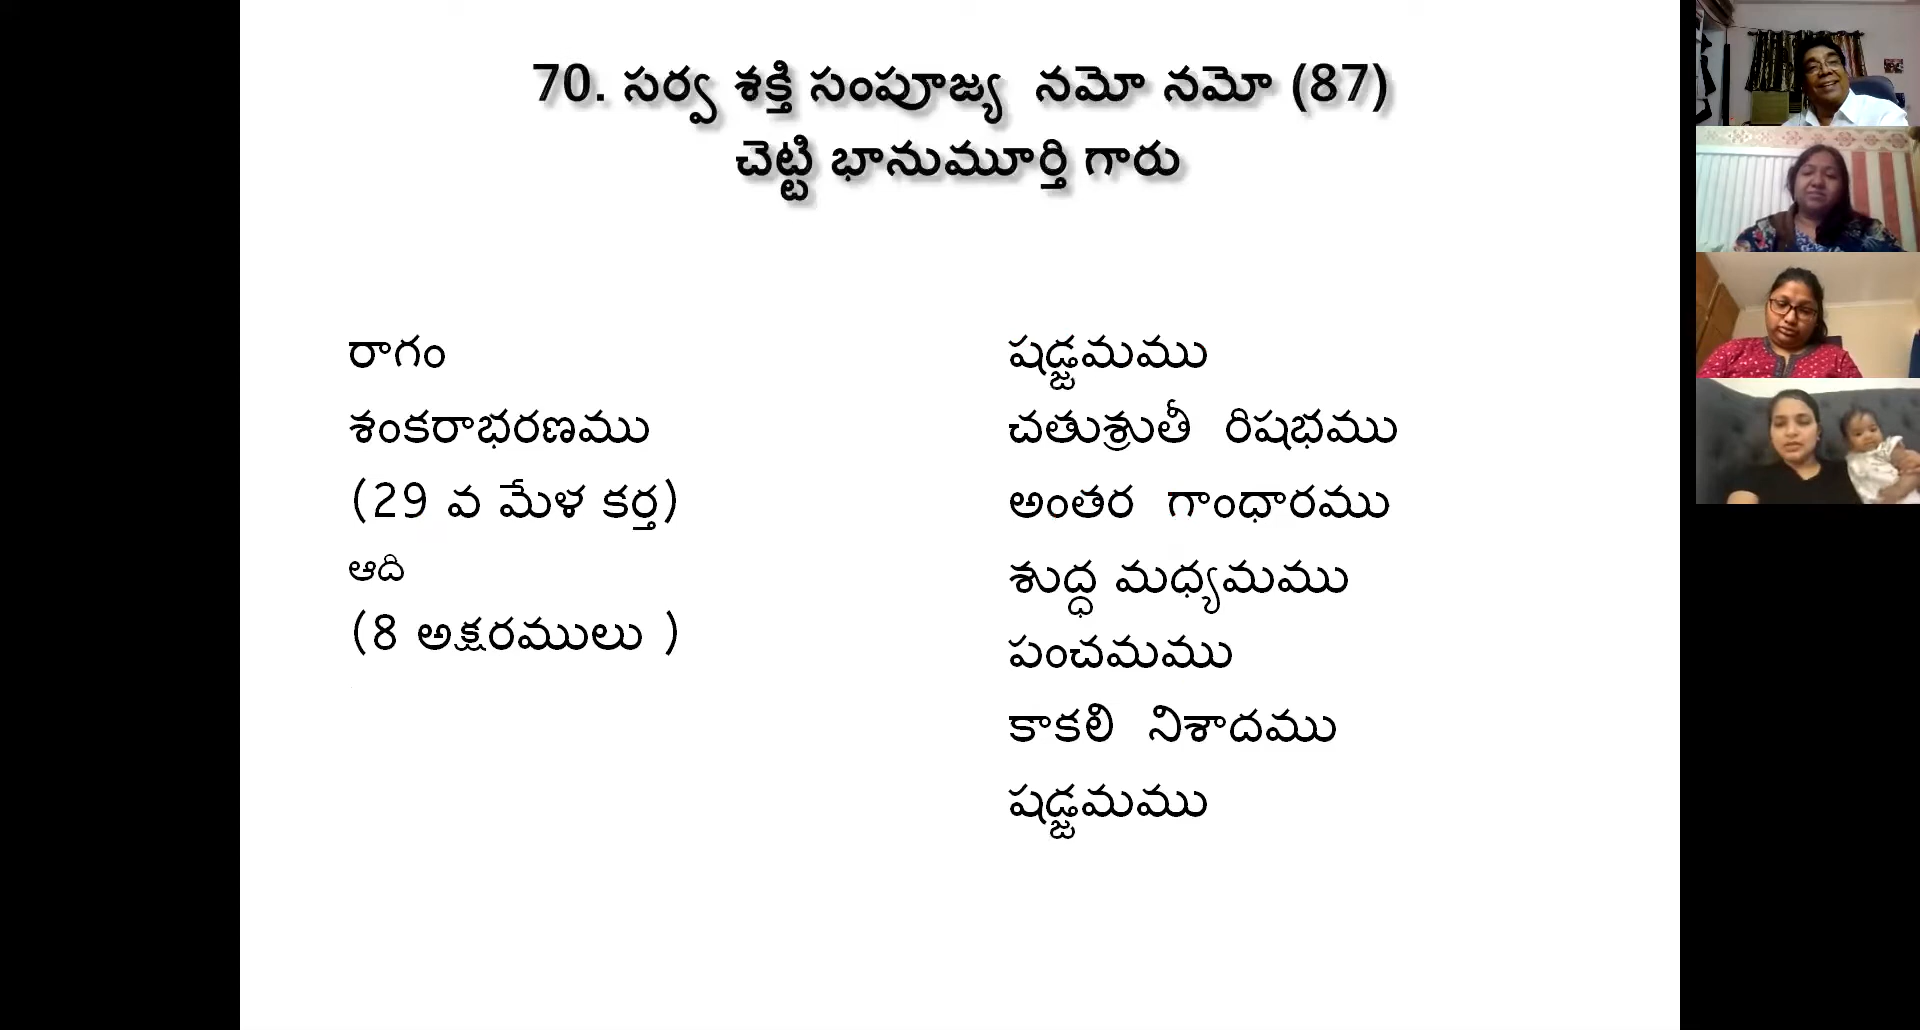 70. సర్వ శక్తి సంపూజ్య నమో నమో (87)
చెట్టి భానుమూర్తి గారు
రాగం
శంకరాభరణము
(29 వ మేళ కర్త)
ఆది
(8 అక్షరములు )
షడ్జమము
చతుశ్రుతీ రిషభము
అంతర గాంధారము
శుద్ధ మధ్యమము
పంచమము
కాకలి నిశాదము
షడ్జమము